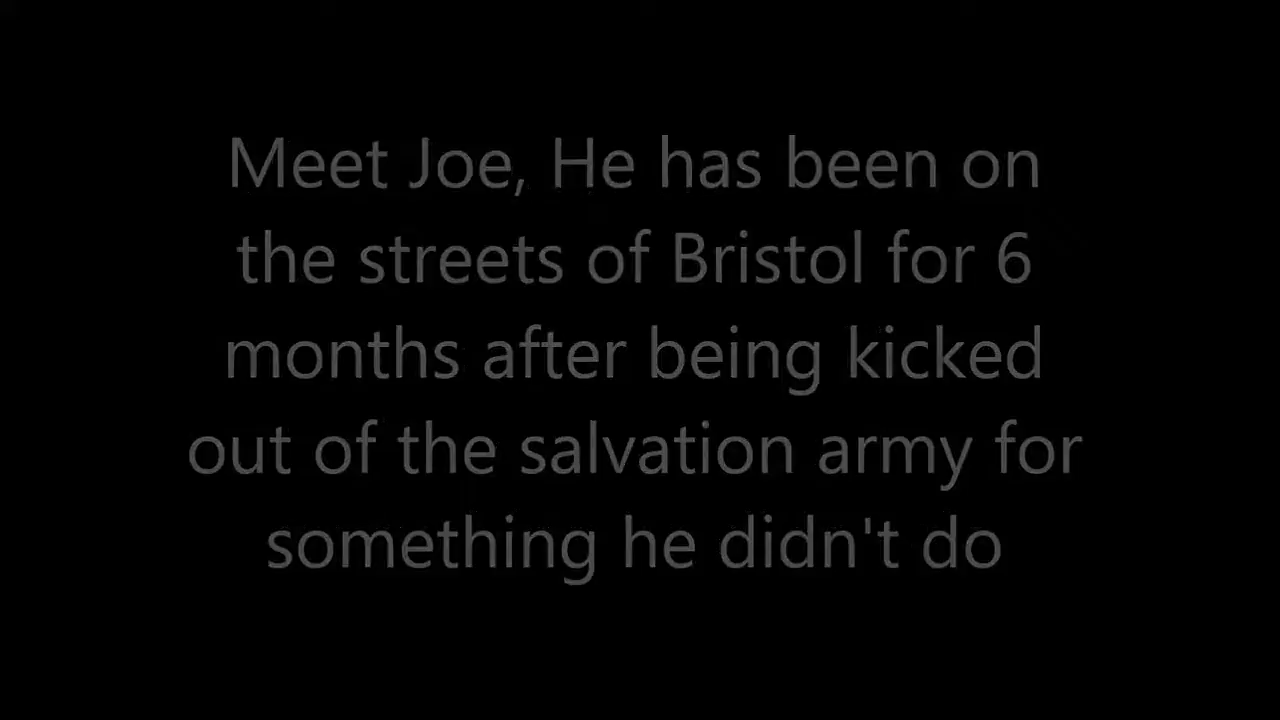 Meet Joe, He has been on
the streets of Bristol for 6
months after being kicked
out of the salvation army for
something he didn't do